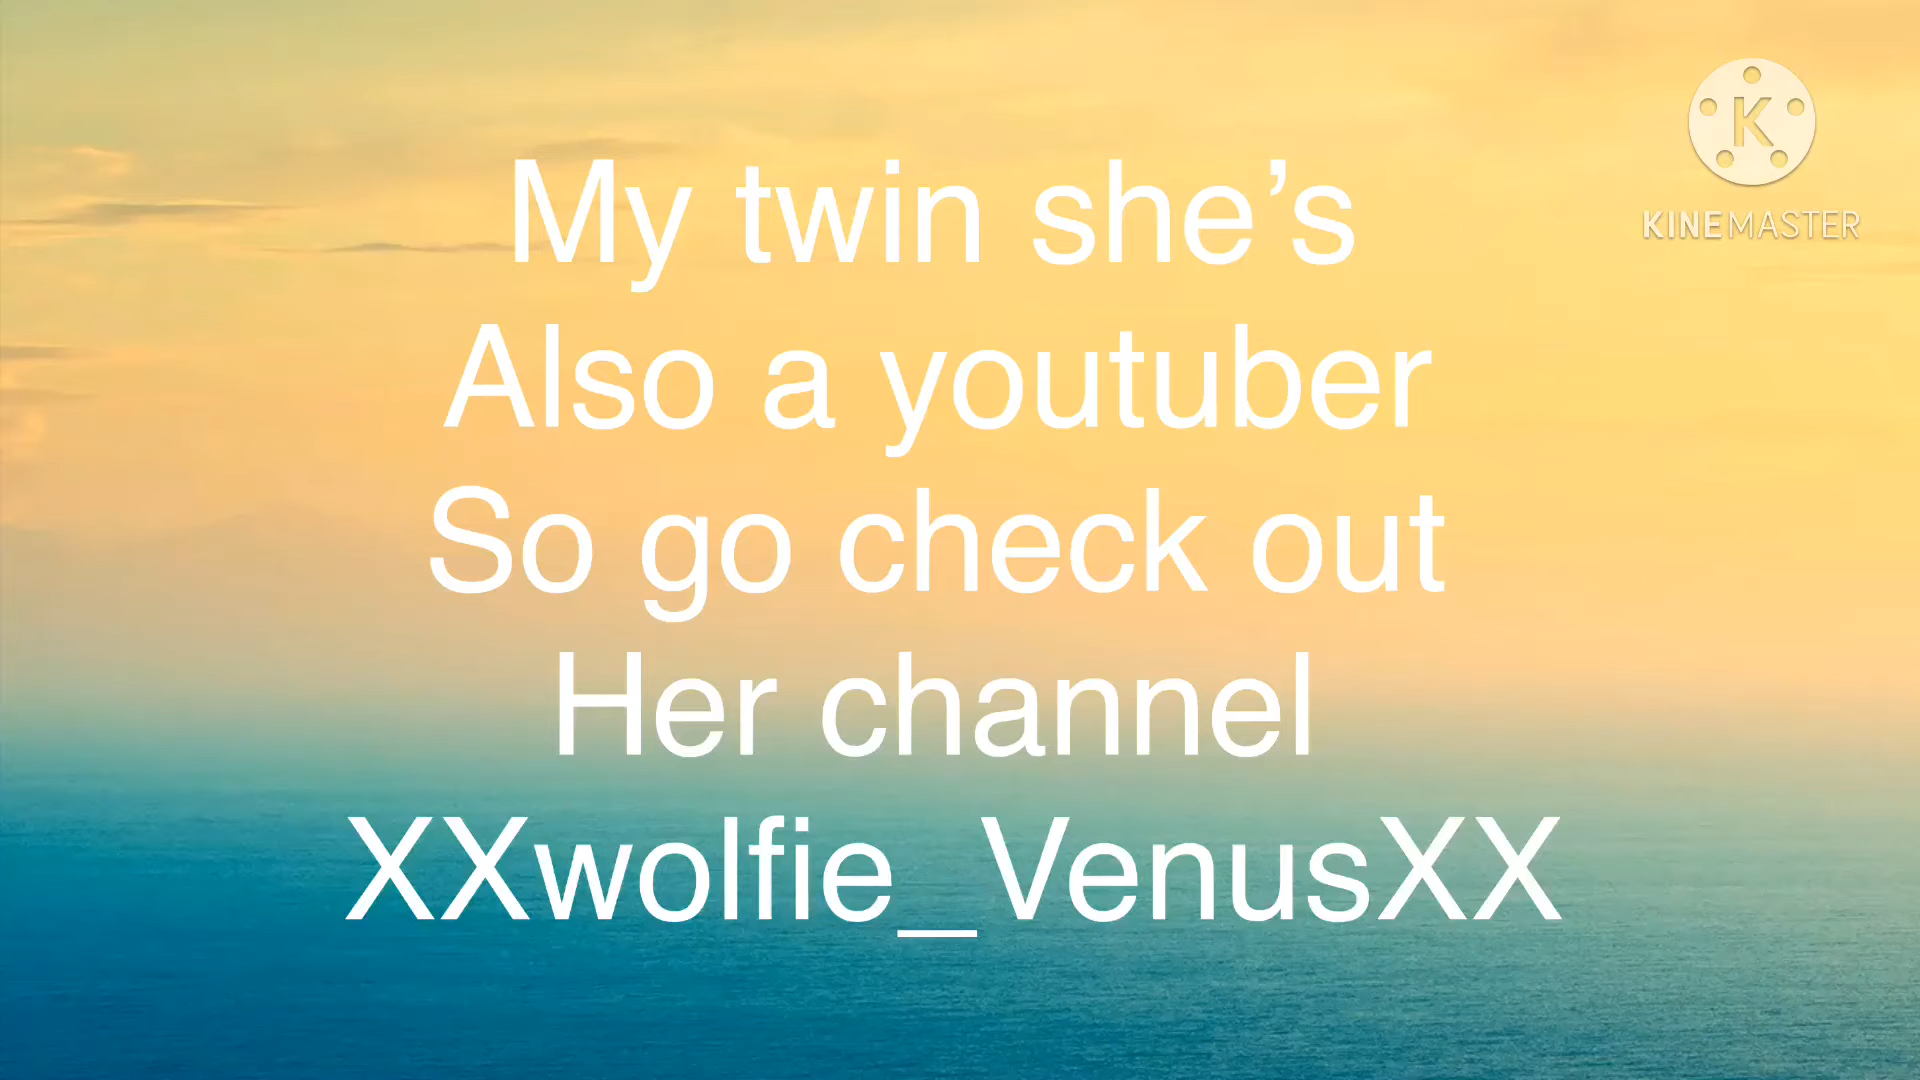 My twin she’s
Also a youtuber
So go check out
Her channel
XXwolfie_VenusXX
K
KINEMASTER